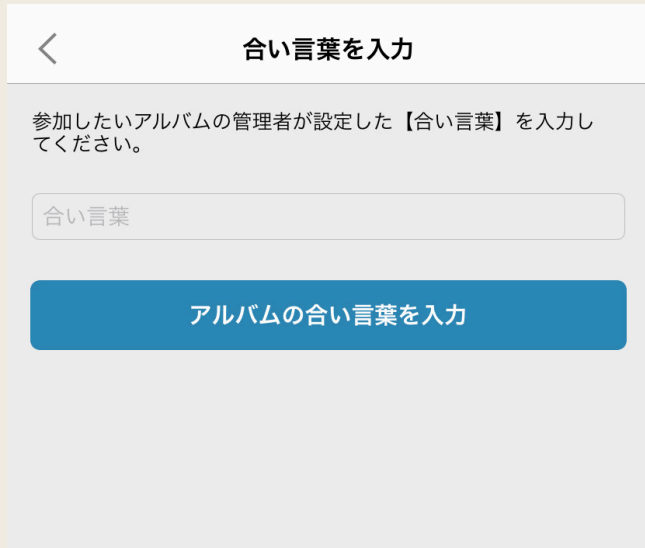 合い言葉を入力
参加したいアルバムの管理者が設定した【合い言葉】を入力し
てください。
合い言葉
アルバムの合い言葉を入力